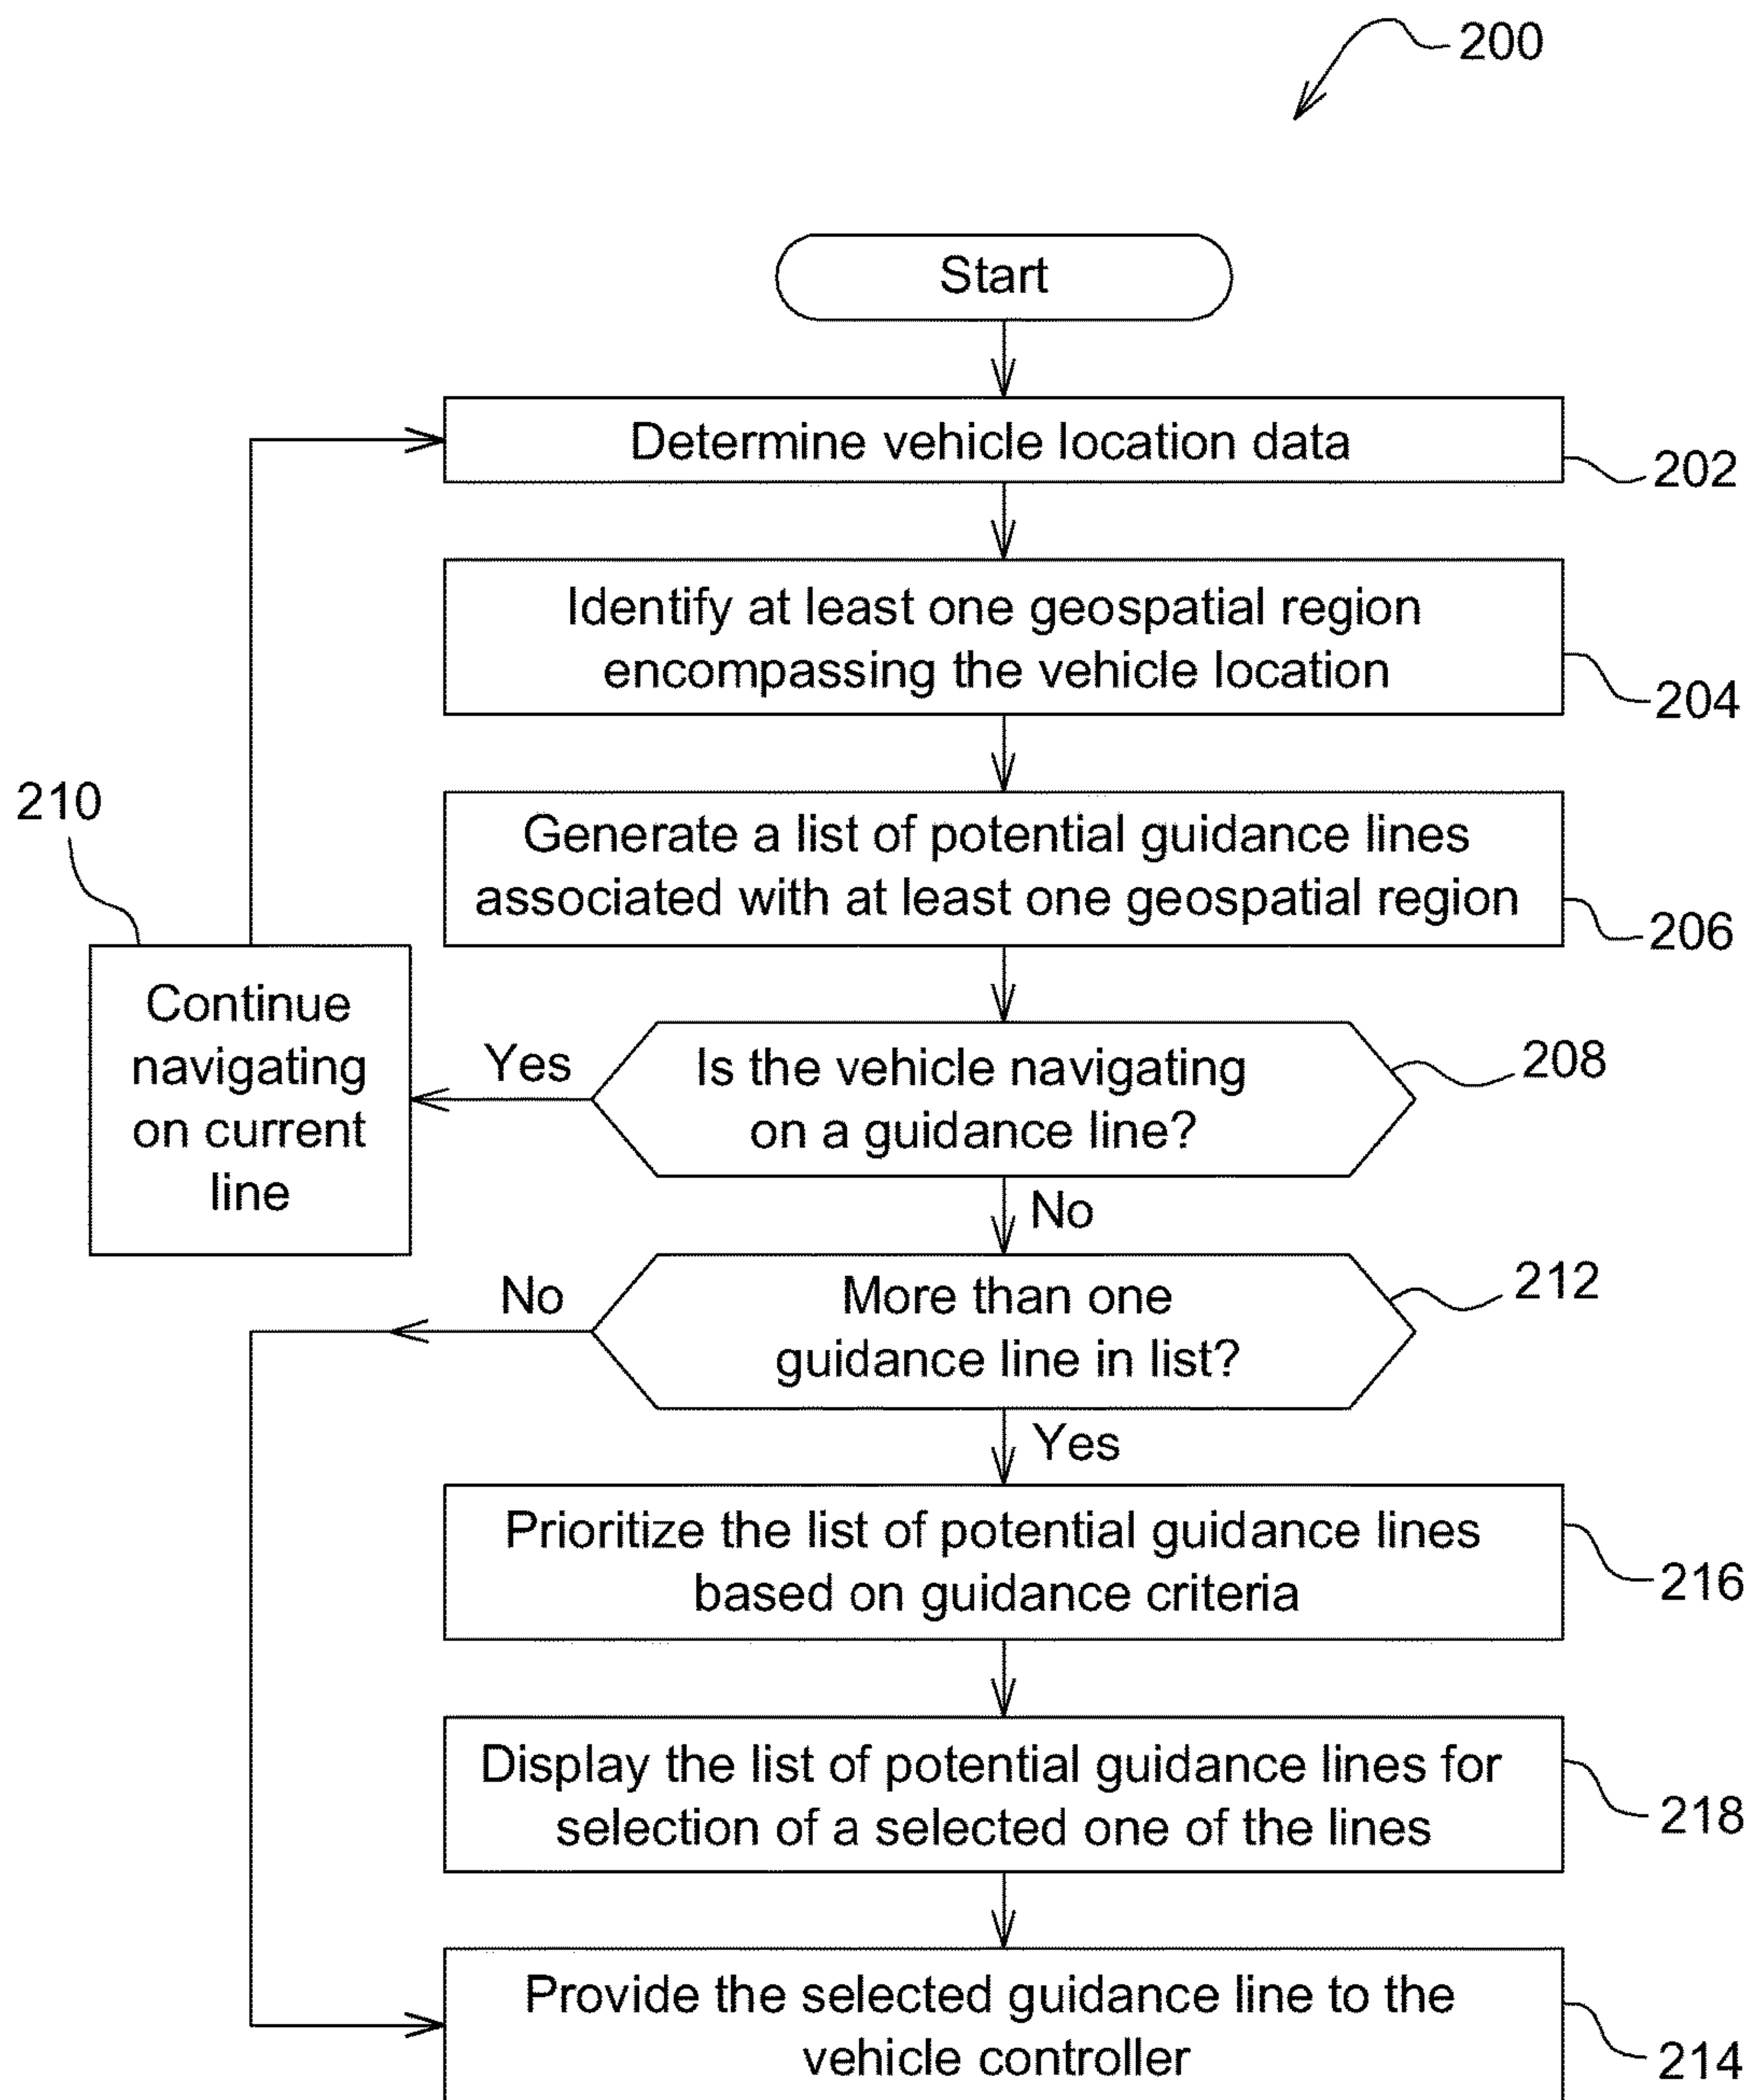 200
Start
Determine vehicle location data
202
Identify at least one geospatial region
encompassing the vehicle location
204
Generate a list of potential guidance lines
associated with at least one geospatial region
206
210
Continue
navigating
on current
line
Yes
Is the vehicle navigating
on a guidance line?
208
No
No
More than one
guidance line in list?
212
Yes
Prioritize the list of potential guidance lines
based on guidance criteria
216
Display the list of potential guidance lines for
selection of a selected one of the lines
218
Provide the selected guidance line to the
vehicle controller
214